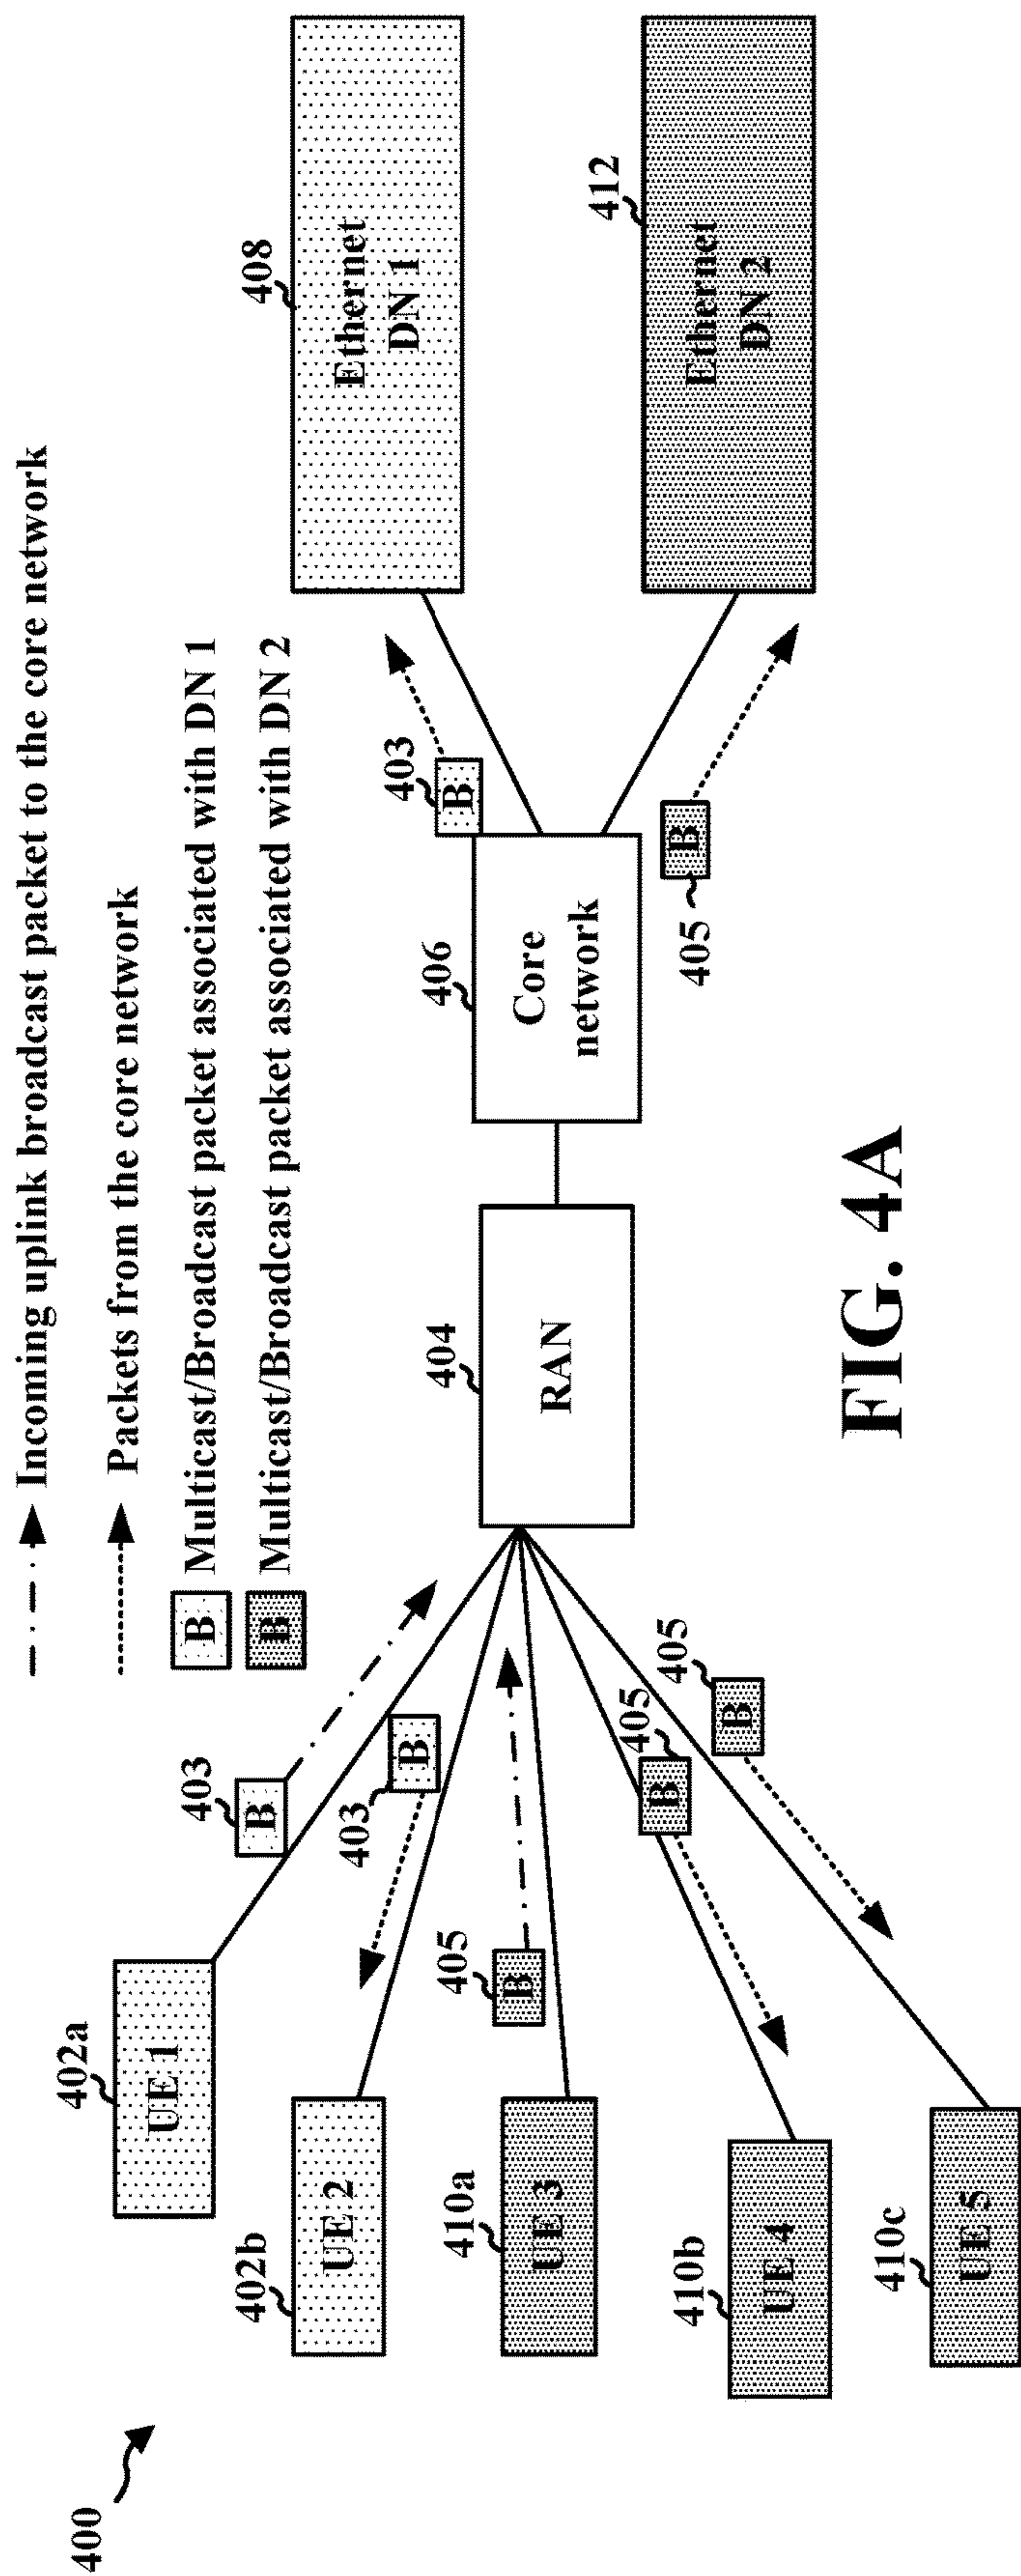 Incoming uplink broadcast packet to the core network
Packets from the core network
B Multicast/Broadcast packet associated with DN 1
B Multicast/Broadcast packet associated with DN 2
400
402a
UE 1
402b
UE 2
410a
UE 3
410b
UE 4
410c
UE 5
403
B
403
B
405
B
405
B
405
B
404
RAN
406
Core
network
403
B
405
B
408
Ethernet
DN 1
412
Ethernet
DN 2
FIG. 4A